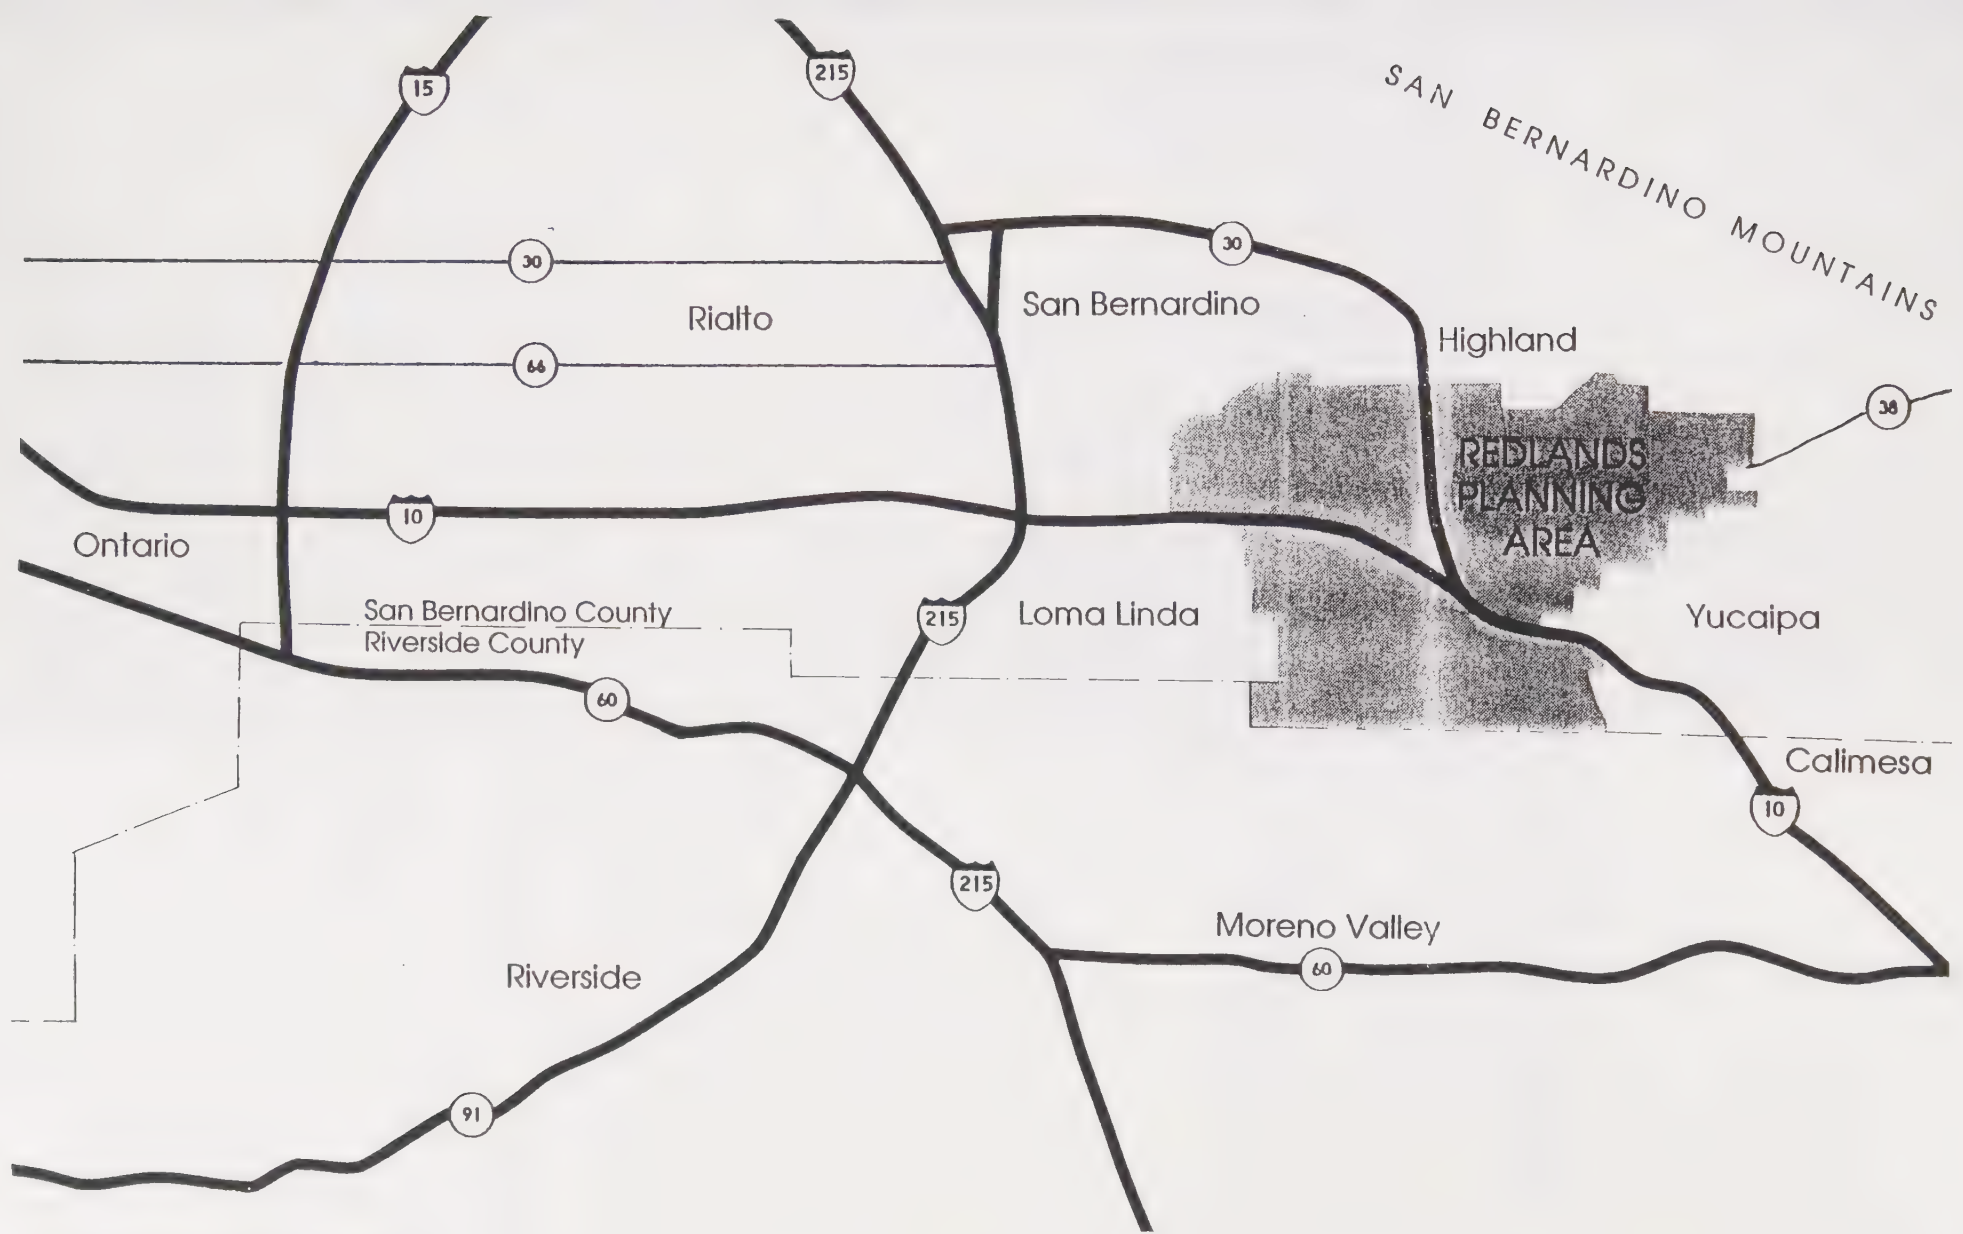 15
215
SAN BERNARDINO MOUNTAINS
30
30
Rialto
San Bernardino
Highland
66
38
REDLANDS
PLANNING
AREA
10
Ontario
San Bernardino County
Riverside County
215
Loma Linda
Yucaipa
60
Calimesa
10
215
Moreno Valley
60
Riverside
91